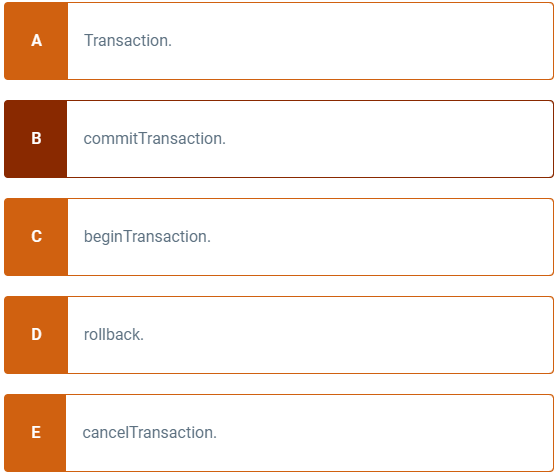 A Transaction.
B commitTransaction.
C beginTransaction.
D rollback.
E cancelTransaction.